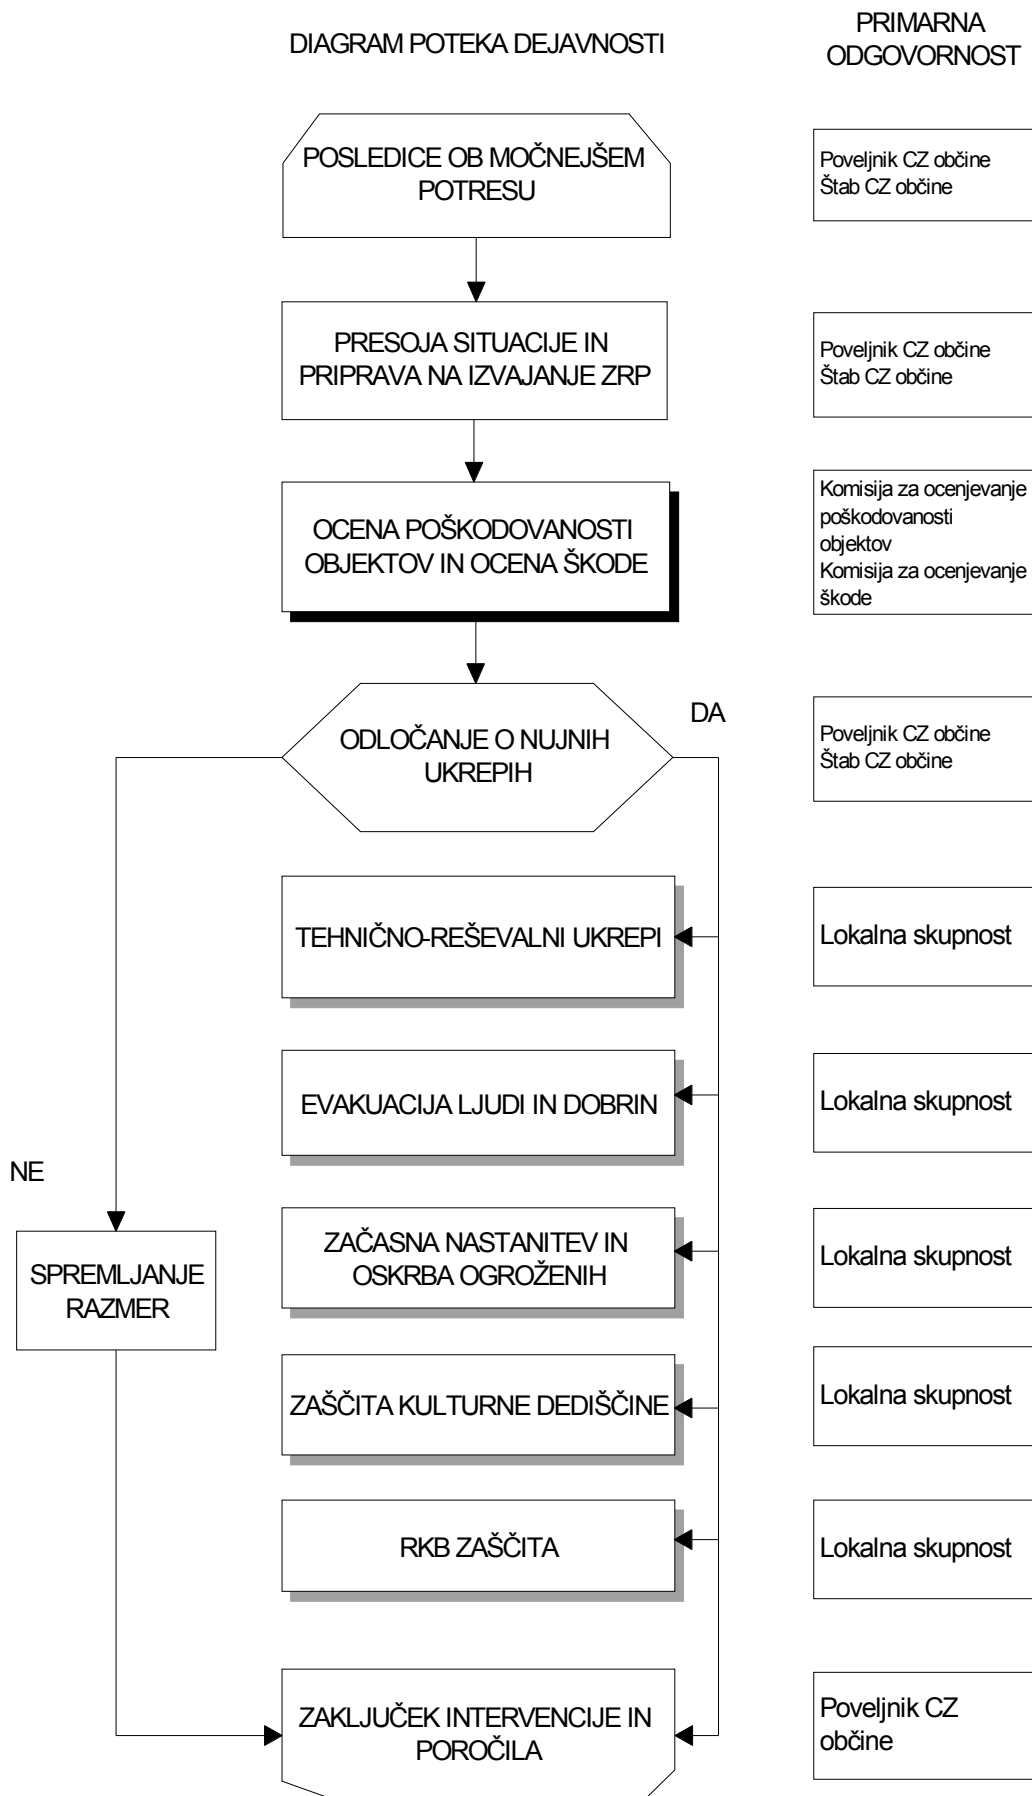 DIAGRAM POTEKA DEJAVNOSTI
PRIMARNA
ODGOVORNOST
POSLEDICE OB MOČNEJŠEM
POTRESU
Poveljnik CZ občine
Štab CZ občine
PRESOJA SITUACIJE IN
PRIPRAVA NA IZVAJANJE ZRP
Poveljnik CZ občine
Štab CZ občine
OCENA POŠKODOVANOSTI
OBJEKTOV IN OCENA ŠKODE
Komisija za ocenjevanje
poškodovanosti
objektov
Komisija za ocenjevanje
škode
ODLOČANJE O NUJNIH
UKREPIH
DA
Poveljnik CZ občine
Štab CZ občine
TEHNIČNO-REŠEVALNI UKREPI
Lokalna skupnost
EVAKUACIJA LJUDI IN DOBRIN
Lokalna skupnost
NE
SPREMLJANJE
RAZMER
ZAČASNA NASTANITEV IN
OSKRBA OGROŽENIH
Lokalna skupnost
ZAŠČITA KULTURNE DEDIŠČINE
Lokalna skupnost
RKB ZAŠČITA
Lokalna skupnost
ZAKLJUČEK INTERVENCIJE IN
POROČILA
Poveljnik CZ
občine